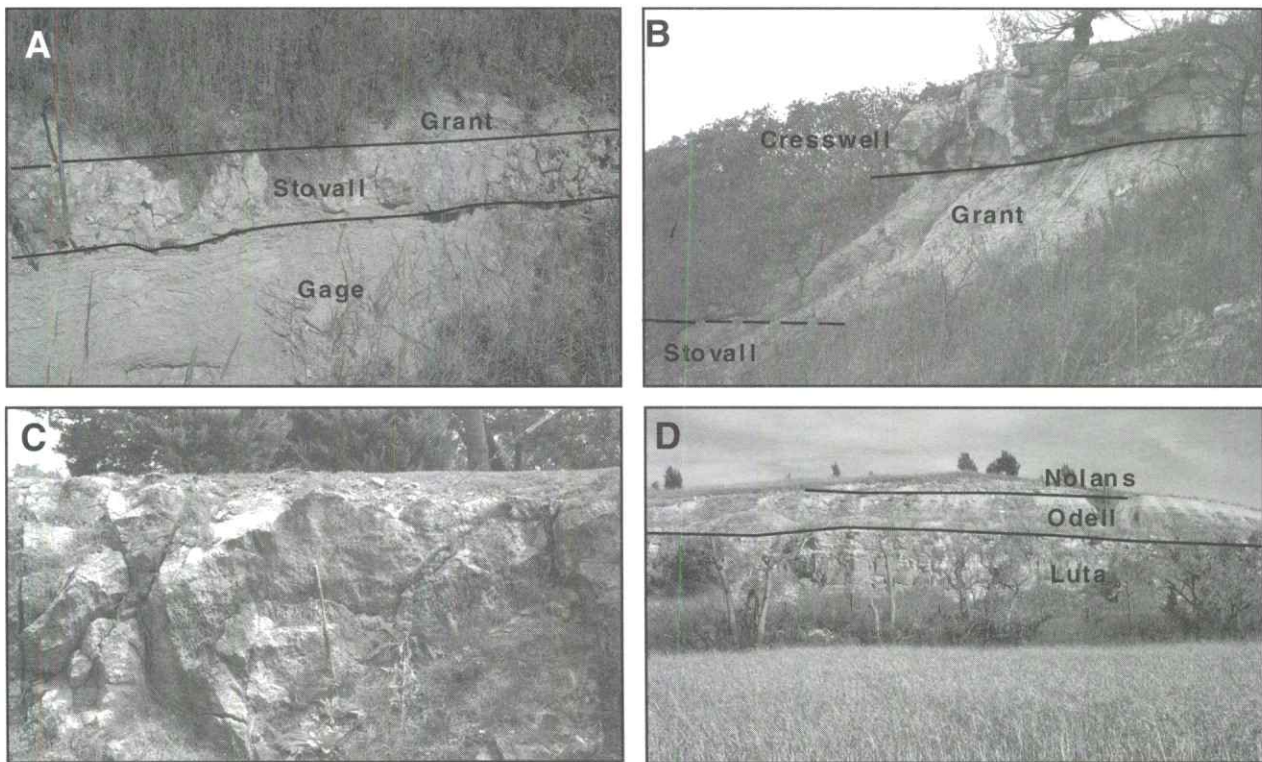 A
Grant
Stovall
Gage
B
Cresswell
Grant
Stovall
C
D
Nolans
Odell
Luta